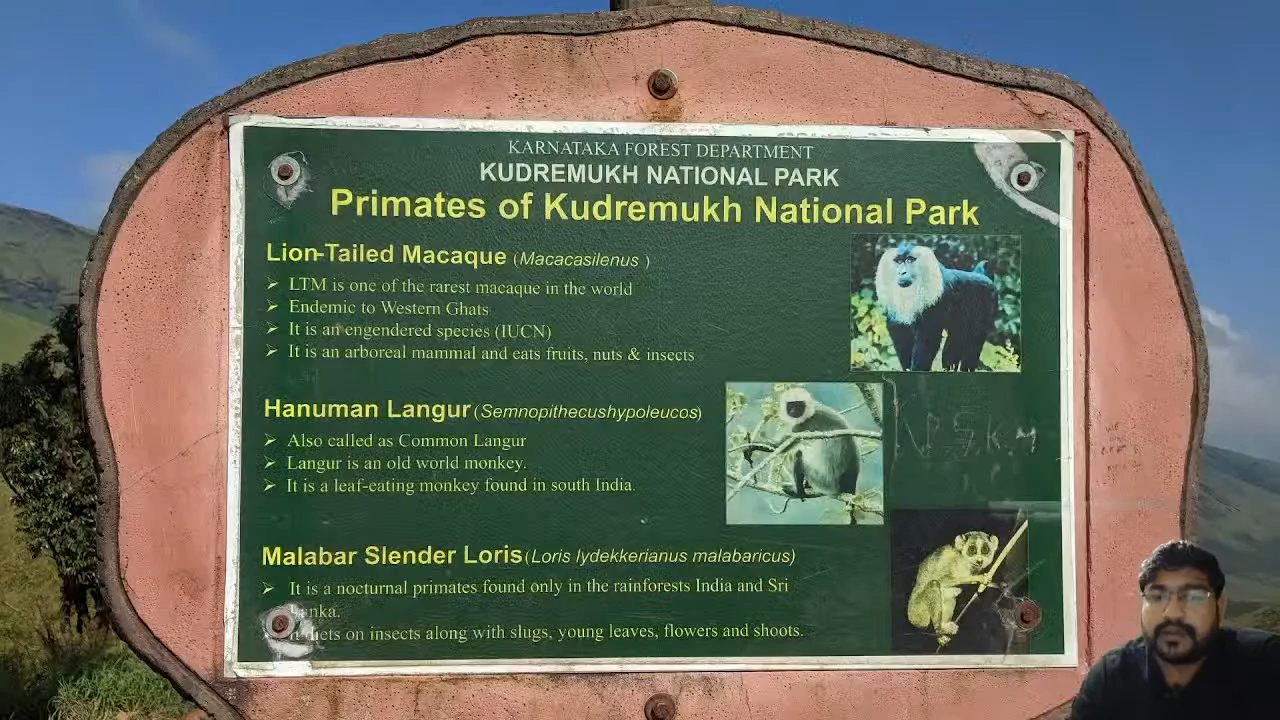 KARNATAKA FOREST DEPARTMENT
KUDREMUKH NATIONAL PARK
Primates of Kudremukh National Park
Lion-Tailed Macaque (Macacasilenus )
➢ LTM is one of the rarest macaque in the world
➢ Endemic to Western Ghats
➢ It is an engendered species (IUCN)
➢ It is an arboreal mammal and eats fruits, nuts & insects
Hanuman Langur (Semnopithecushypoleucos)
➢ Also called as Common Langur
➢ Langur is an old world monkey.
➢ It is a leaf-eating monkey found in south India.
Malabar Slender Loris (Loris lydekkerianus malabaricus)
➢ It is a nocturnal primates found only in the rainforests India and Sri
Lanka.
It diets on insects along with slugs, young leaves, flowers and shoots.